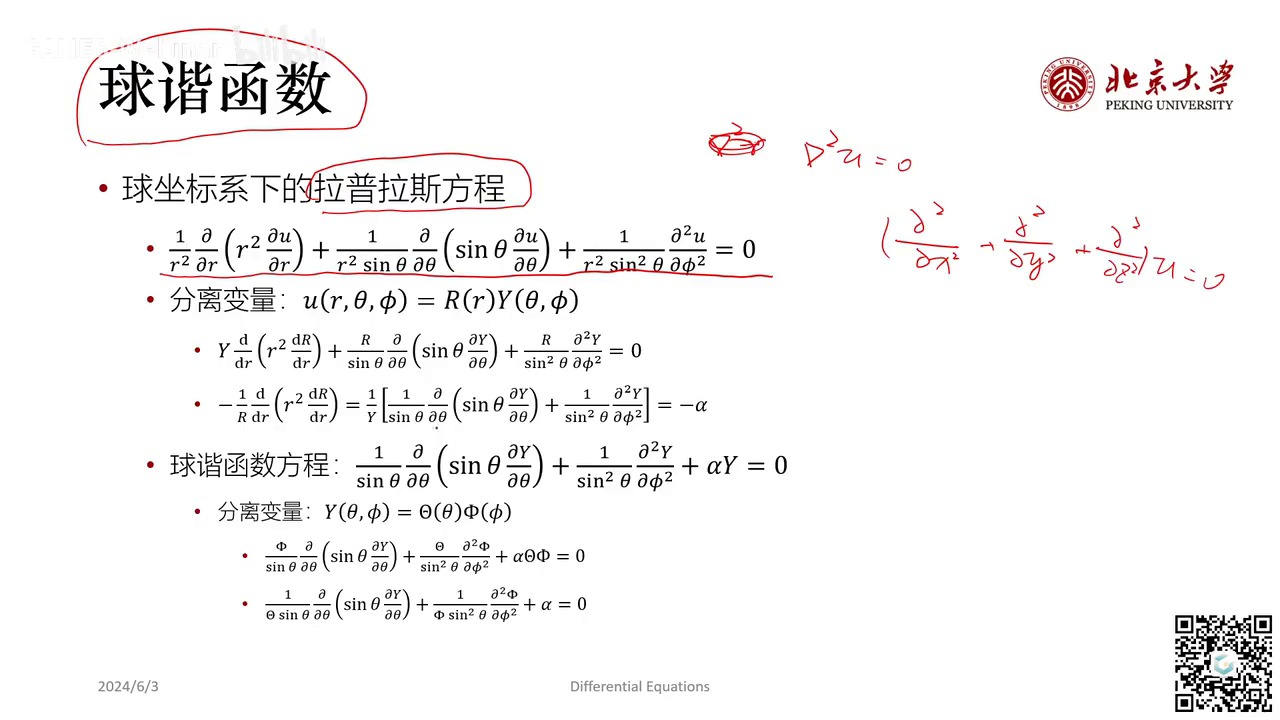 球谐函数
北京大学
PEKING UNIVERSITY
∇²u = 0
• 球坐标系下的拉普拉斯方程
(∂²/∂x² + ∂²/∂y² + ∂²/∂z²)u = 0
• 1/r² ∂/∂r (r² ∂u/∂r) + 1/(r² sin θ) ∂/∂θ (sin θ ∂u/∂θ) + 1/(r² sin² θ) ∂²u/∂ϕ² = 0
• 分离变量：u(r, θ, ϕ) = R(r)Y(θ, ϕ)
• Y d/dr (r² dR/dr) + R/sin θ ∂/∂θ (sin θ ∂Y/∂θ) + R/sin² θ ∂²Y/∂ϕ² = 0
• −1/R d/dr (r² dR/dr) = 1/Y [1/sin θ ∂/∂θ (sin θ ∂Y/∂θ) + 1/sin² θ ∂²Y/∂ϕ²] = −α
• 球谐函数方程：1/sin θ ∂/∂θ (sin θ ∂Y/∂θ) + 1/sin² θ ∂²Y/∂ϕ² + αY = 0
• 分离变量：Y(θ, ϕ) = Θ(θ)Φ(ϕ)
• Φ/sin θ ∂/∂θ (sin θ ∂Y/∂θ) + Θ/sin² θ ∂²Φ/∂ϕ² + αΘΦ = 0
• 1/(Θ sin θ) ∂/∂θ (sin θ ∂Y/∂θ) + 1/(Φ sin² θ) ∂²Φ/∂ϕ² + α = 0
2024/6/3
Differential Equations